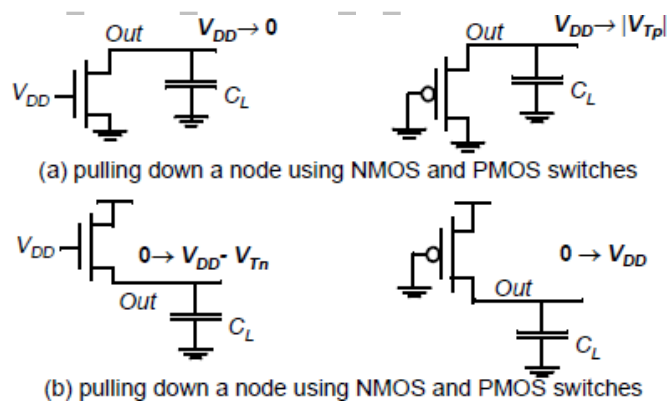 Out V_DD → 0
V_DD
C_L
Out V_DD → |V_Tp|
C_L
(a) pulling down a node using NMOS and PMOS switches
V_DD
0 → V_DD - V_Tn
Out
C_L
0 → V_DD
Out
C_L
(b) pulling down a node using NMOS and PMOS switches